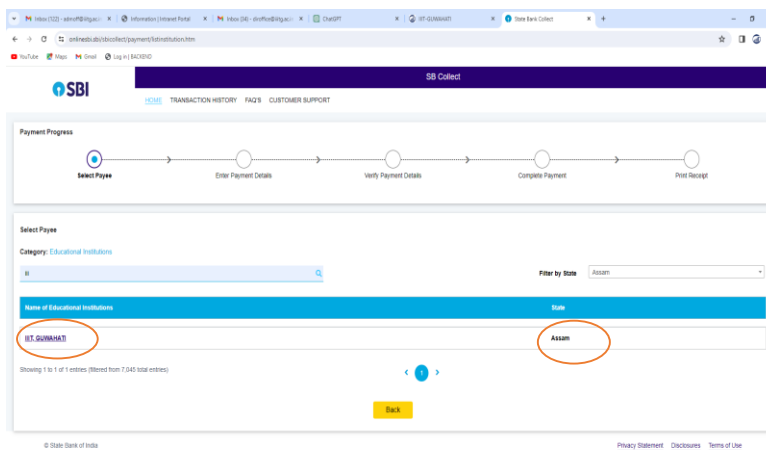 Inbox (122) - admoff@iiitg.ac.in
Information | Intranet Portal
Inbox (36) - diroffice@iiitg.ac.in
ChatGPT
IIIT-GUWAHATI
State Bank Collect
onlinesbi.sbi/sbicollect/payment/listinstitution.htm
YouTube Maps Gmail Log in | BACKEND
SBI
SB Collect
HOME TRANSACTION HISTORY FAQ'S CUSTOMER SUPPORT
Payment Progress
Select Payee Enter Payment Details Verify Payment Details Complete Payment Print Receipt
Select Payee
Category: Educational Institutions
iii Filter by State Assam
Name of Educational Institutions State
IIIT, GUWAHATI Assam
Showing 1 to 1 of 1 entries (filtered from 7,045 total entries) < 1 >
Back
© State Bank of India Privacy Statement Disclosures Terms of Use